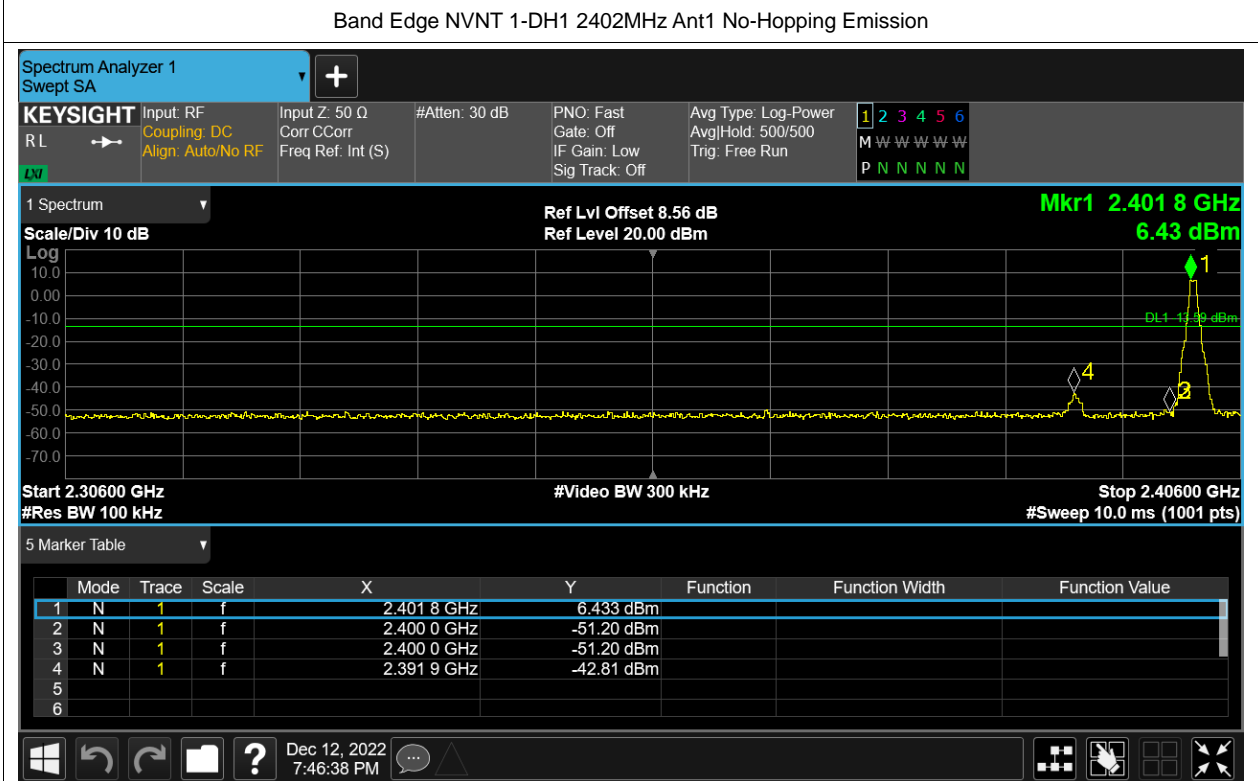 Band Edge NVNT 1-DH1 2402MHz Ant1 No-Hopping Emission
Spectrum Analyzer 1
Swept SA
+
KEYSIGHT
RL
LXI
Input: RF
Coupling: DC
Align: Auto/No RF
Input Z: 50 Ω
Corr CCorr
Freq Ref: Int (S)
#Atten: 30 dB
PNO: Fast
Gate: Off
IF Gain: Low
Sig Track: Off
Avg Type: Log-Power
Avg|Hold: 500/500
Trig: Free Run
1 2 3 4 5 6
M W W W W W
P N N N N N
1 Spectrum
Scale/Div 10 dB
Ref Lvl Offset 8.56 dB
Ref Level 20.00 dBm
Mkr1 2.401 8 GHz
6.43 dBm
Log
10.0
0.00
-10.0
-20.0
-30.0
-40.0
-50.0
-60.0
-70.0
1
DL1 -13.59 dBm
4
Start 2.30600 GHz
#Video BW 300 kHz
Stop 2.40600 GHz
#Res BW 100 kHz
#Sweep 10.0 ms (1001 pts)
5 Marker Table
Mode Trace Scale X Y Function Function Width Function Value
1 N 1 f 2.401 8 GHz 6.433 dBm
2 N 1 f 2.400 0 GHz -51.20 dBm
3 N 1 f 2.400 0 GHz -51.20 dBm
4 N 1 f 2.391 9 GHz -42.81 dBm
5
6
?
Dec 12, 2022
7:46:38 PM